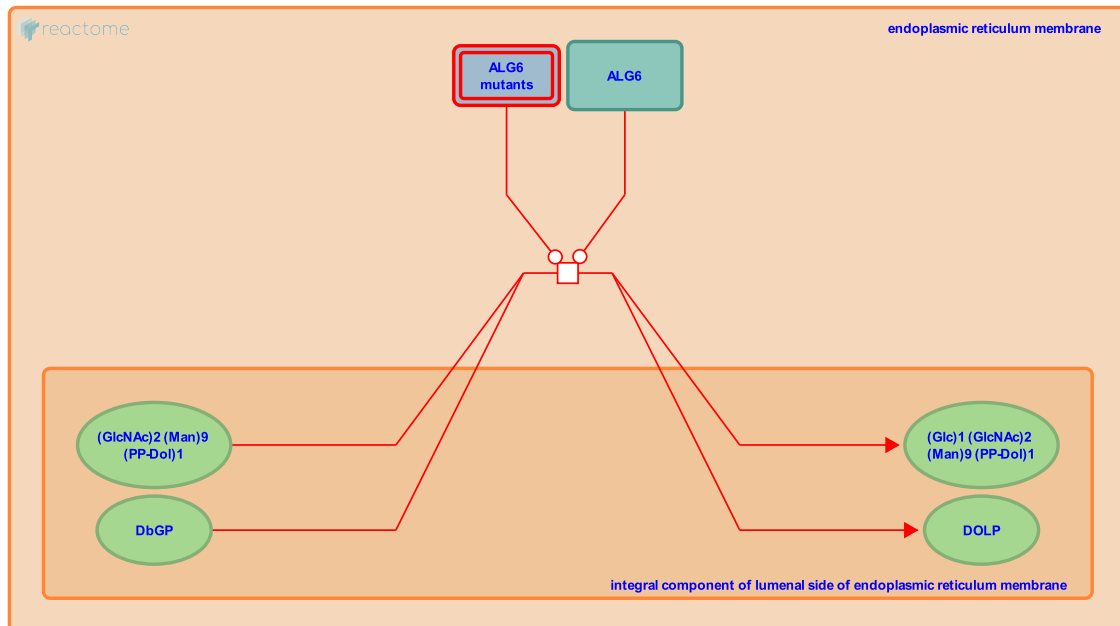 reactome
endoplasmic reticulum membrane
ALG6
mutants
ALG6
(GlcNAc)2 (Man)9
(PP-Dol)1
(Glc)1 (GlcNAc)2
(Man)9 (PP-Dol)1
DbGP
DOLP
integral component of lumenal side of endoplasmic reticulum membrane